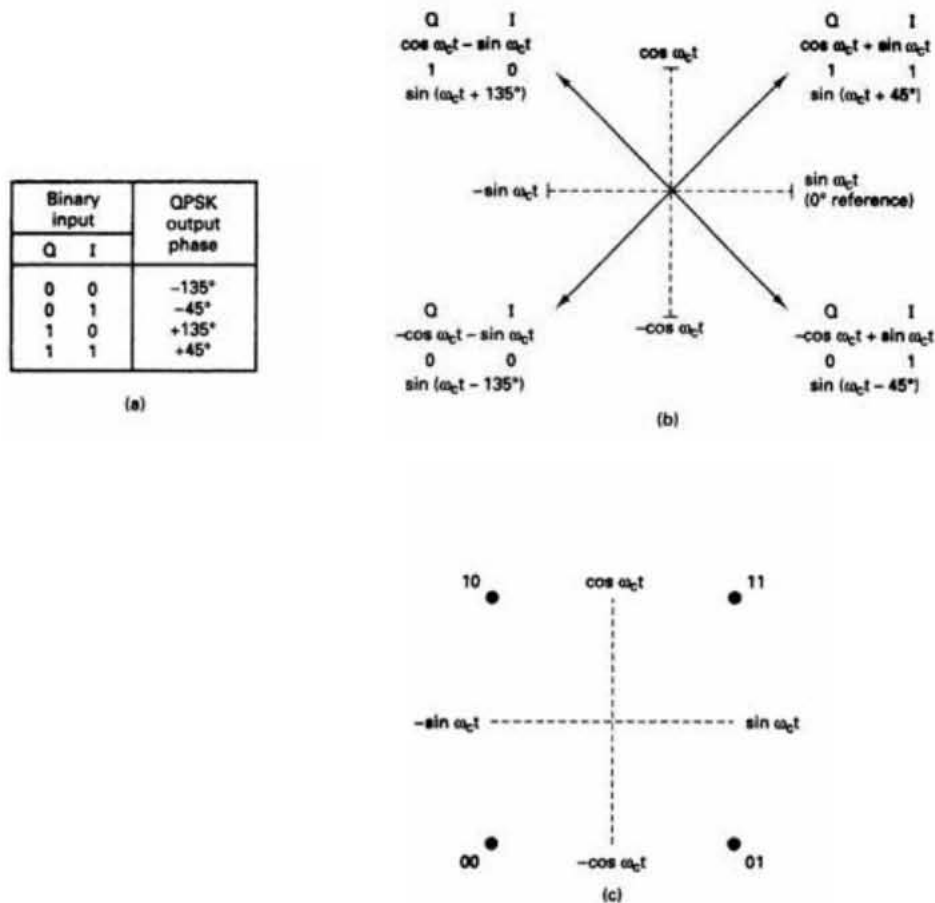 Binary input
QPSK output phase
Q I
0 0 −135°
0 1 −45°
1 0 +135°
1 1 +45°
(a)
Q I
cos ωct − sin ωct
1 0
sin (ωct + 135°)
cos ωct
Q I
cos ωct + sin ωct
1 1
sin (ωct + 45°)
−sin ωct
sin ωct
(0° reference)
Q I
−cos ωct − sin ωct
0 0
sin (ωct − 135°)
−cos ωct
Q I
−cos ωct + sin ωct
0 1
sin (ωct − 45°)
(b)
10
cos ωct
11
−sin ωct
sin ωct
00
−cos ωct
01
(c)